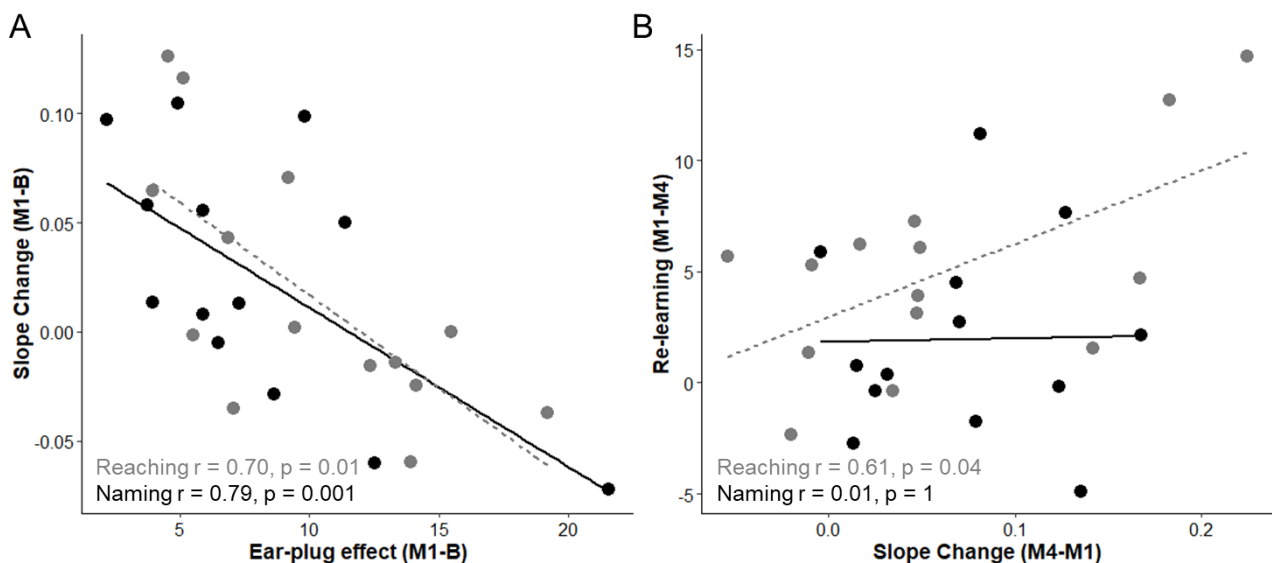 A
Slope Change (M1-B)
0.10
0.05
0.00
-0.05
Reaching r = 0.70, p = 0.01
Naming r = 0.79, p = 0.001
5
10
15
20
Ear-plug effect (M1-B)
B
Re-learning (M1-M4)
15
10
5
0
-5
Reaching r = 0.61, p = 0.04
Naming r = 0.01, p = 1
0.0
0.1
0.2
Slope Change (M4-M1)